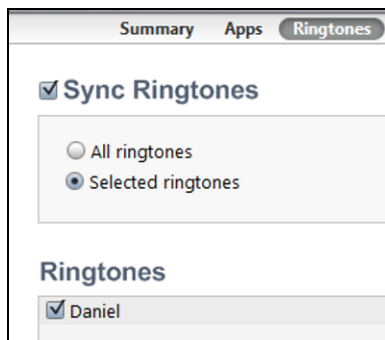 Summary Apps Ringtones
Sync Ringtones
All ringtones
Selected ringtones
Ringtones
Daniel